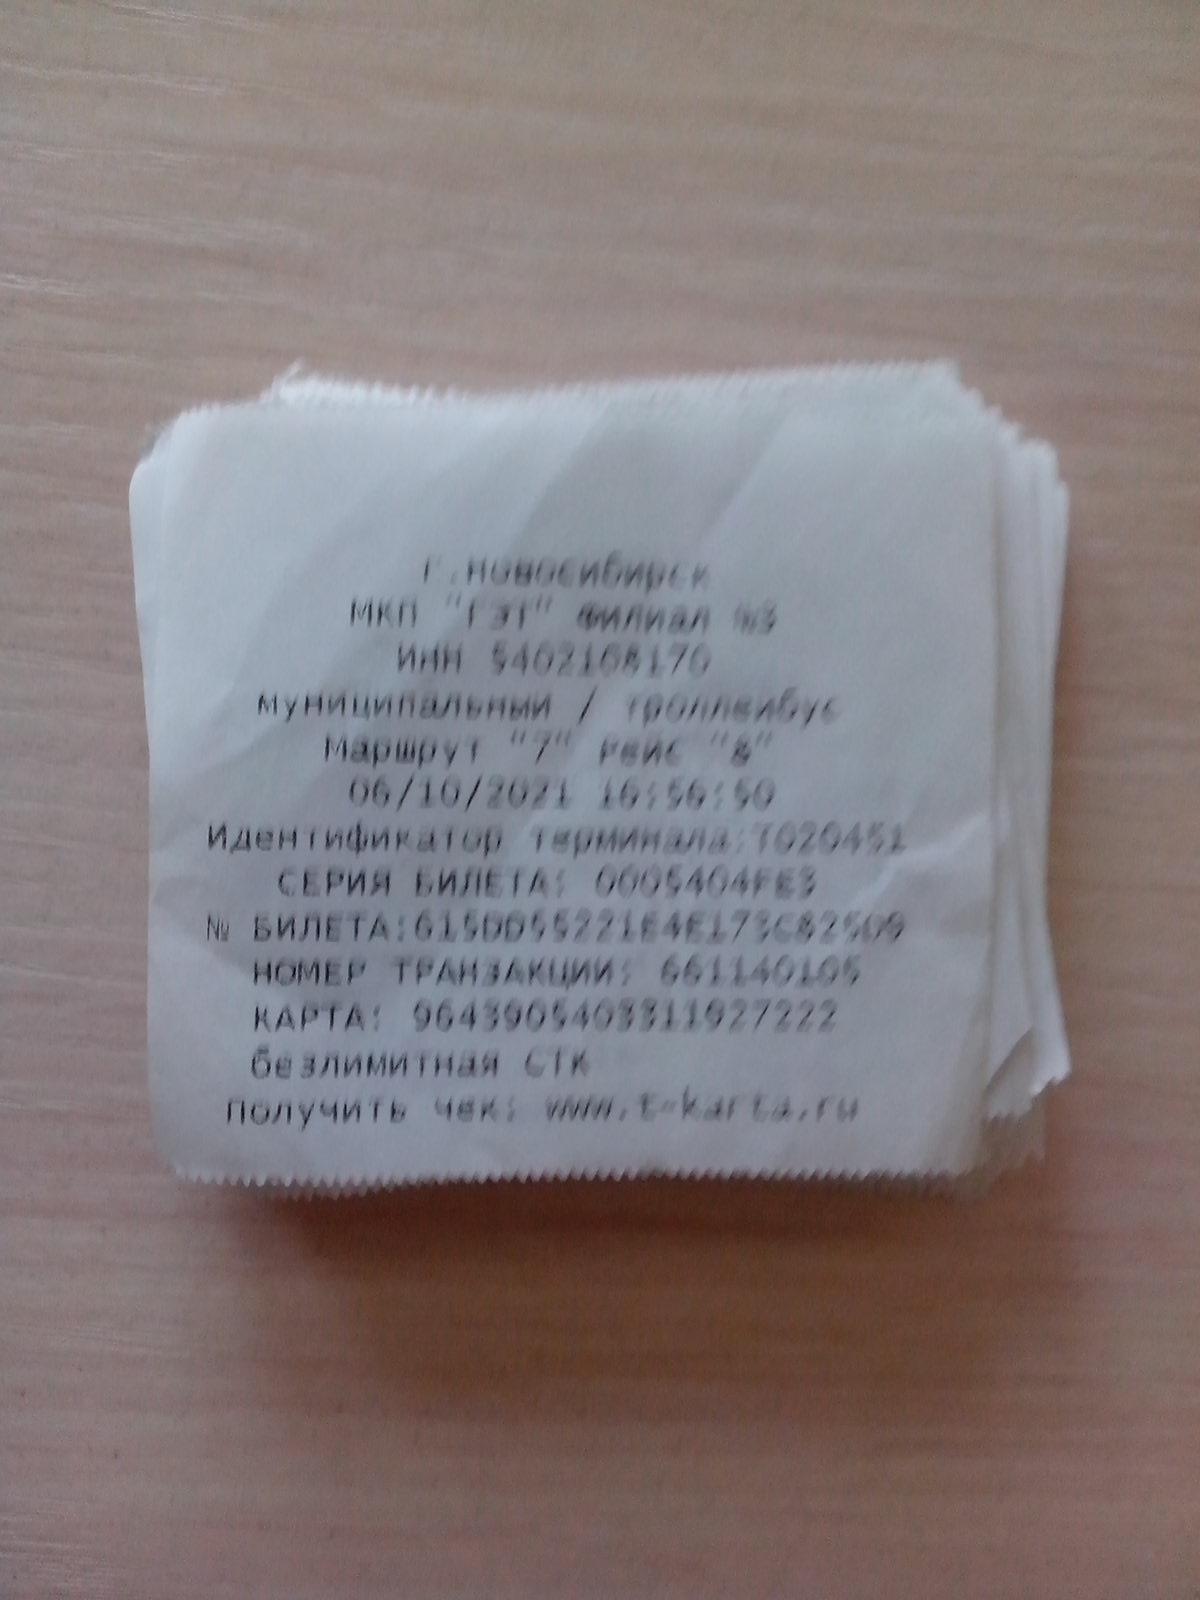 г.Новосибирск
МКП "ГЭТ" Филиал №3
ИНН 5402108170
муниципальный / троллейбус
Маршрут "7" Рейс "8"
06/10/2021 16:56:50
Идентификатор терминала:T020451
СЕРИЯ БИЛЕТА: 0005404FE3
№ БИЛЕТА:615DD55221E4E173C82509
НОМЕР ТРАНЗАКЦИИ: 661140105
КАРТА: 9643905403311927222
безлимитная СТК
Получить чек: www.t-karta.ru